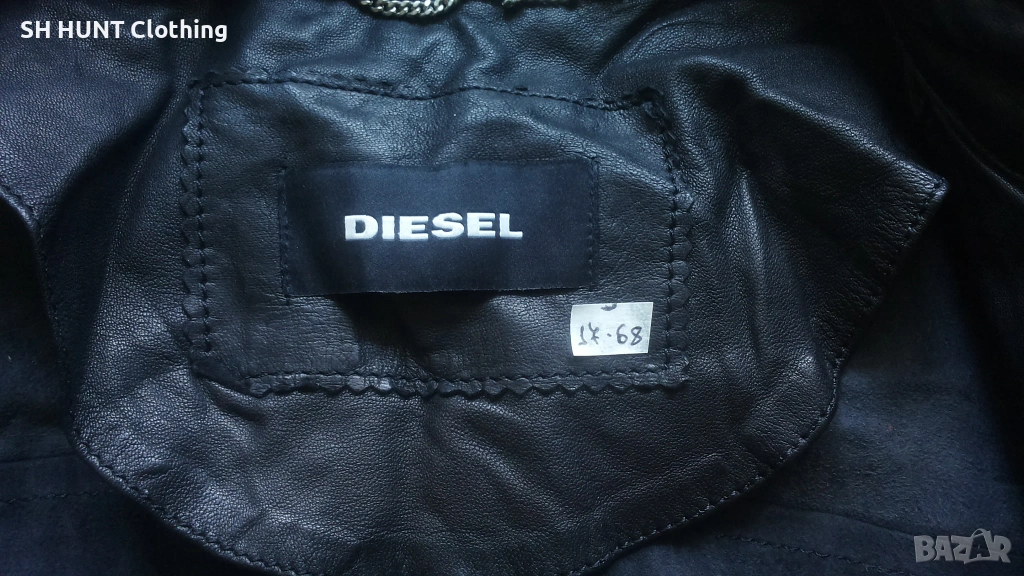 SH HUNT Clothing
DIESEL
17-68
BAZAR